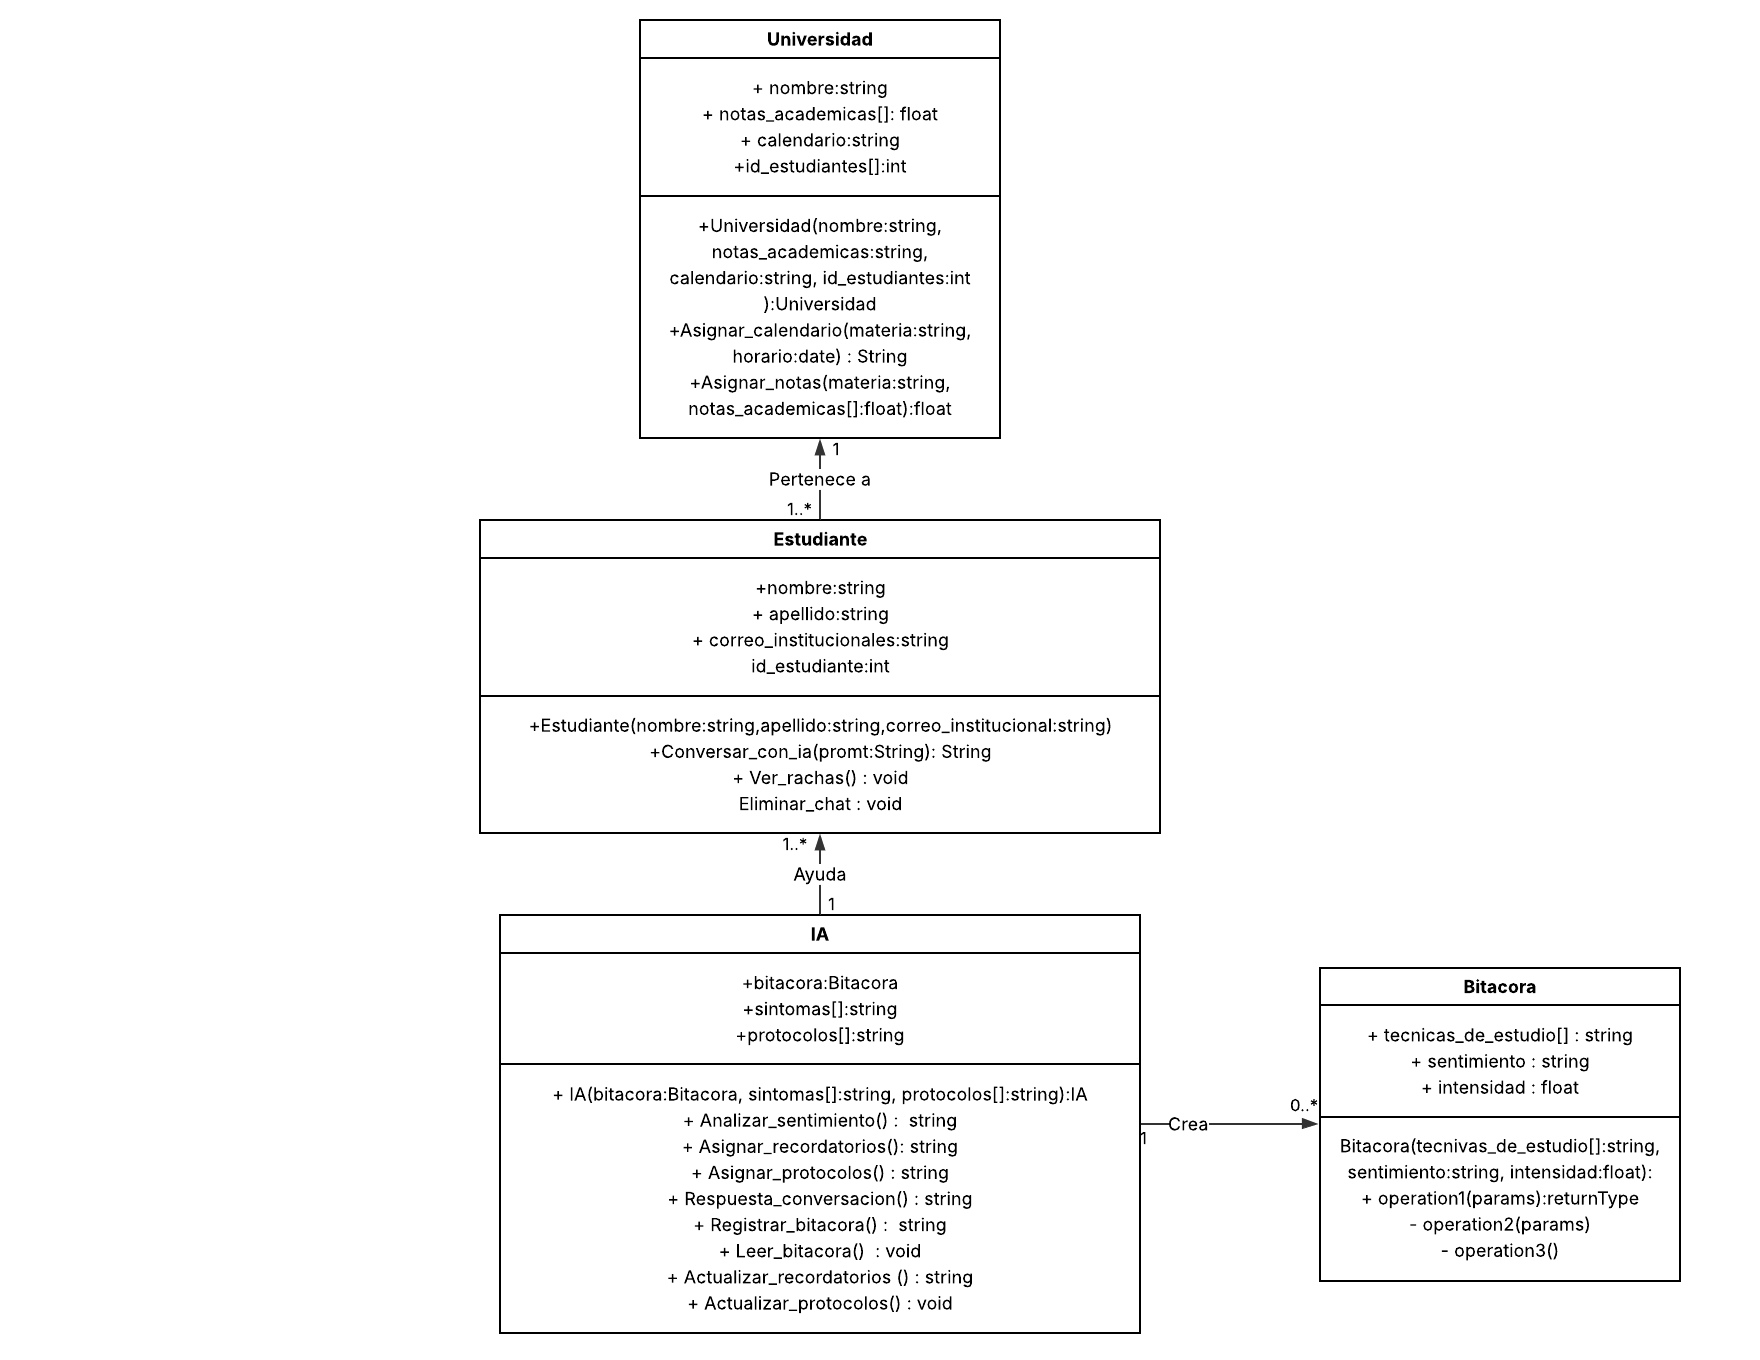 Universidad
+ nombre:string
+ notas_academicas[]: float
+ calendario:string
+id_estudiantes[]:int
+Universidad(nombre:string,
notas_academicas:string,
calendario:string, id_estudiantes:int
):Universidad
+Asignar_calendario(materia:string,
horario:date) : String
+Asignar_notas(materia:string,
notas_academicas[]:float):float
1
Pertenece a
1..*
Estudiante
+nombre:string
+ apellido:string
+ correo_institucionales:string
id_estudiante:int
+Estudiante(nombre:string,apellido:string,correo_institucional:string)
+Conversar_con_ia(promt:String): String
+ Ver_rachas() : void
Eliminar_chat : void
1..*
Ayuda
1
IA
+bitacora:Bitacora
+sintomas[]:string
+protocolos[]:string
+ IA(bitacora:Bitacora, sintomas[]:string, protocolos[]:string):IA
+ Analizar_sentimiento() :  string
+ Asignar_recordatorios(): string
+ Asignar_protocolos() : string
+ Respuesta_conversacion() : string
+ Registrar_bitacora() :  string
+ Leer_bitacora()  : void
+ Actualizar_recordatorios () : string
+ Actualizar_protocolos() : void
1
Crea
0..*
Bitacora
+ tecnicas_de_estudio[] : string
+ sentimiento : string
+ intensidad : float
Bitacora(tecnivas_de_estudio[]:string,
sentimiento:string, intensidad:float):
+ operation1(params):returnType
- operation2(params)
- operation3()